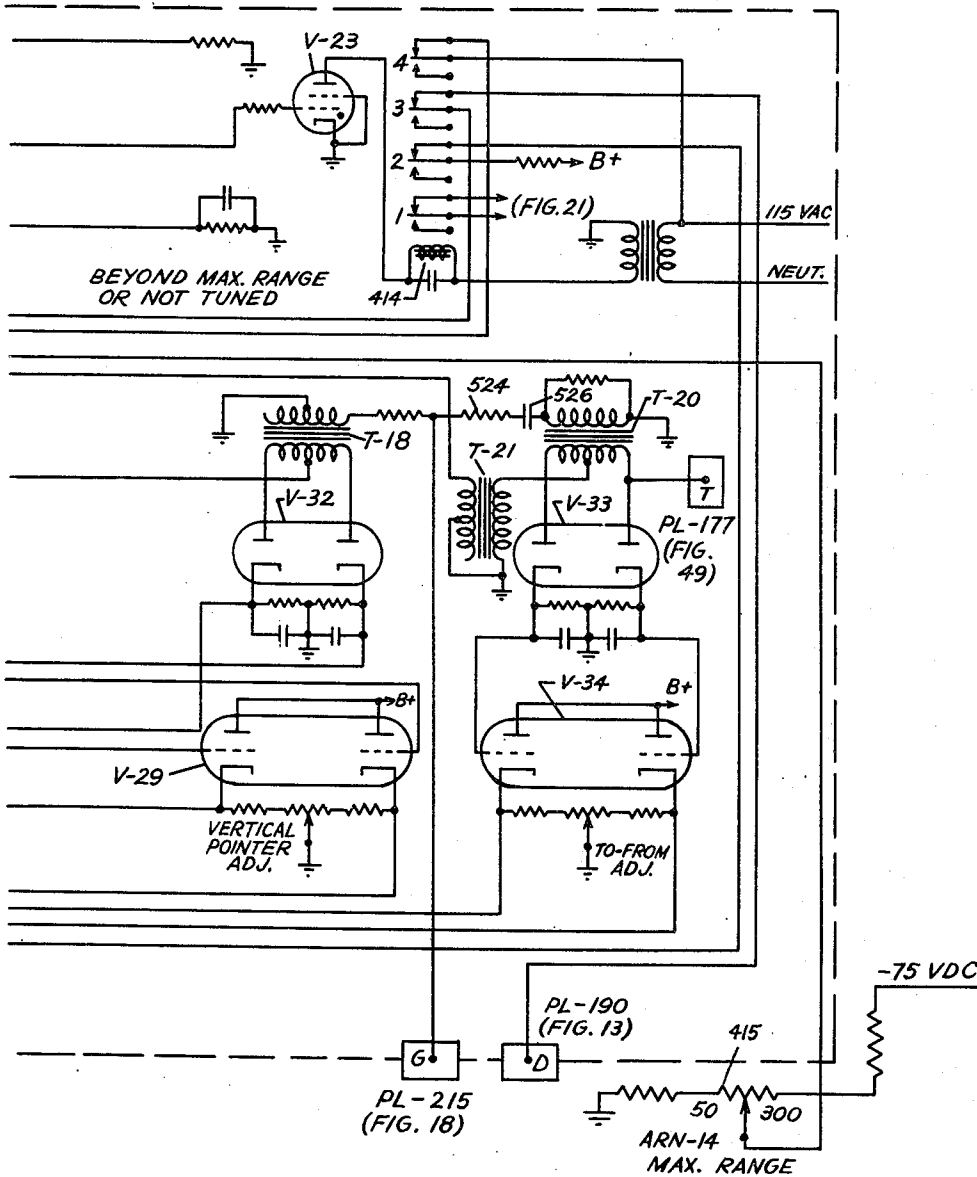 V-23
4
3
2
B+
1
(FIG. 21)
115 VAC
414
NEUT.
BEYOND MAX. RANGE
OR NOT TUNED
524
526
T-20
T-18
T-21
T
V-32
V-33
PL-177
(FIG.
49)
V-34
B+
B+
V-29
VERTICAL
POINTER
ADJ.
TO-FROM
ADJ.
-75 VDC
PL-190
(FIG. 13)
415
G
D
50
300
PL-215
(FIG. 18)
ARN-14
MAX. RANGE